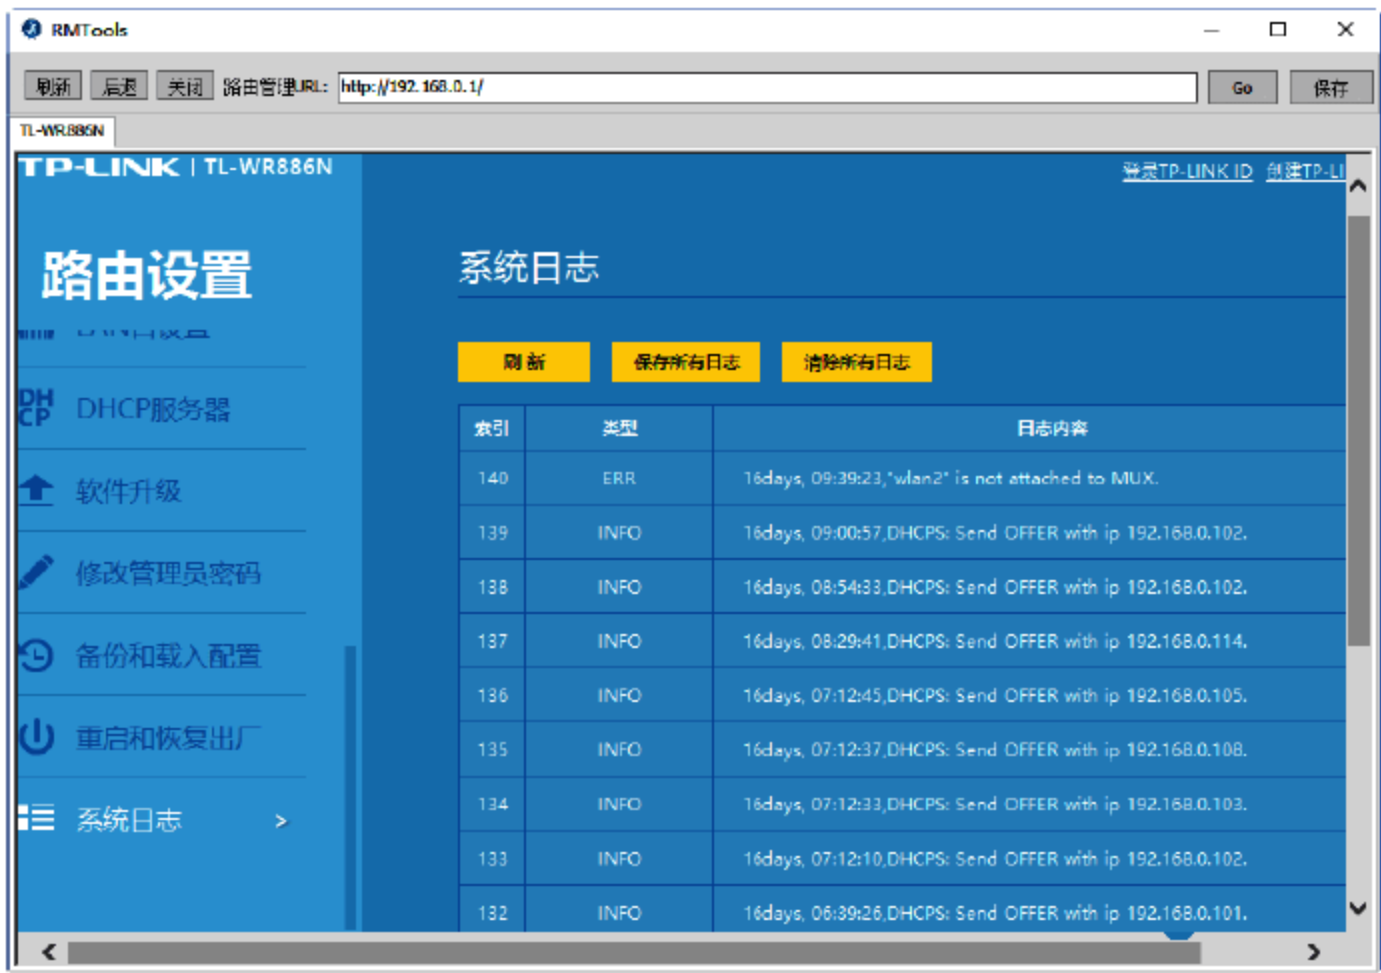 RMTools
刷新 后退 关闭 路由管理URL: http://192.168.0.1/ Go 保存
TL-WR886N
TP-LINK | TL-WR886N
登录TP-LINK ID 创建TP-LI
路由设置
LAN口设置
DHCP DHCP服务器
软件升级
修改管理员密码
备份和载入配置
重启和恢复出厂
系统日志 >
系统日志
刷新 保存所有日志 清除所有日志
索引 类型 日志内容
140 ERR 16days, 09:39:23,"wlan2" is not attached to MUX.
139 INFO 16days, 09:00:57,DHCPS: Send OFFER with ip 192.168.0.102.
138 INFO 16days, 08:54:33,DHCPS: Send OFFER with ip 192.168.0.102.
137 INFO 16days, 08:29:41,DHCPS: Send OFFER with ip 192.168.0.114.
136 INFO 16days, 07:12:45,DHCPS: Send OFFER with ip 192.168.0.105.
135 INFO 16days, 07:12:37,DHCPS: Send OFFER with ip 192.168.0.108.
134 INFO 16days, 07:12:33,DHCPS: Send OFFER with ip 192.168.0.103.
133 INFO 16days, 07:12:10,DHCPS: Send OFFER with ip 192.168.0.102.
132 INFO 16days, 06:39:26,DHCPS: Send OFFER with ip 192.168.0.101.